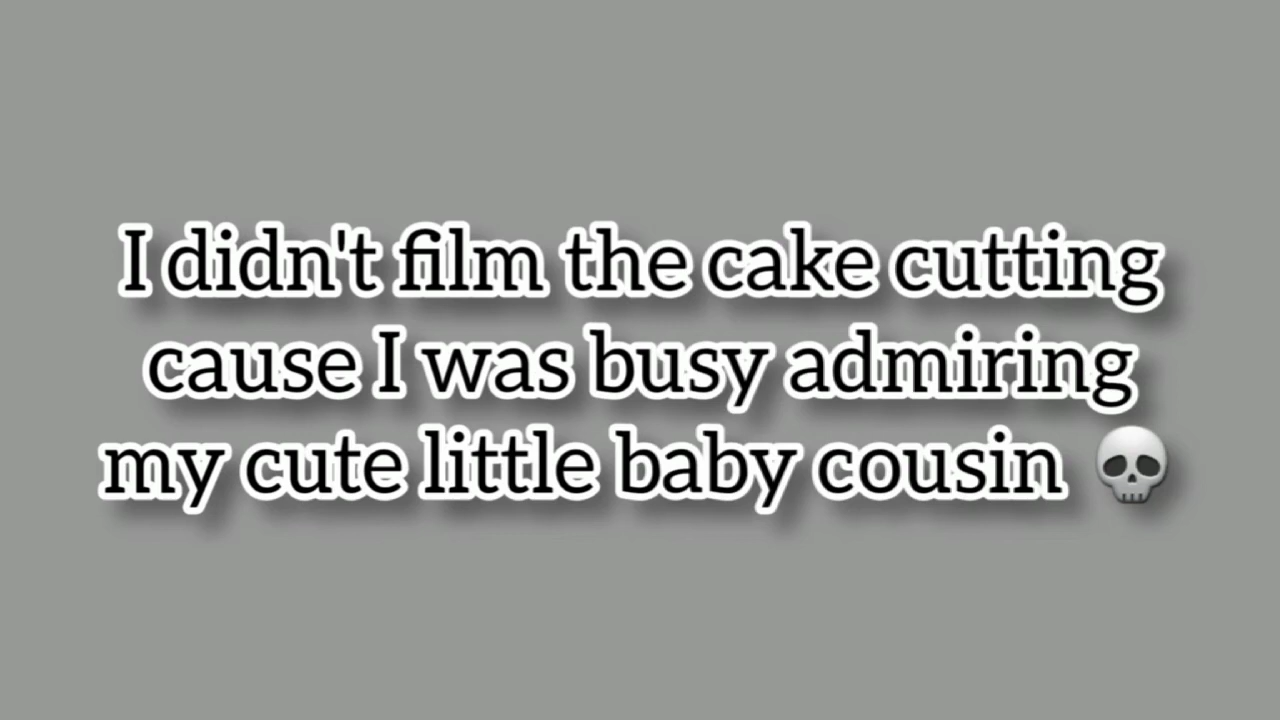 I didn't film the cake cutting
cause I was busy admiring
my cute little baby cousin 💀